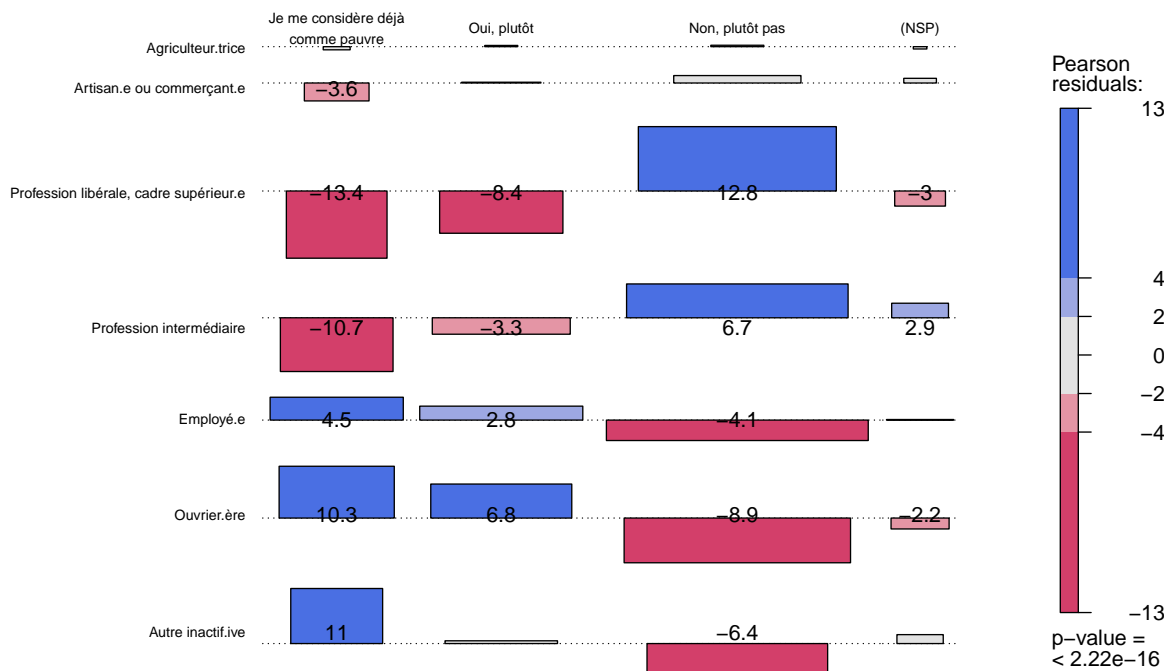 Je me considère déjà
comme pauvre
Oui, plutôt
Non, plutôt pas
(NSP)
Agriculteur.trice
Artisan.e ou commerçant.e
−3.6
Profession libérale, cadre supérieur.e
−13.4
−8.4
12.8
−3
Profession intermédiaire
−10.7
−3.3
6.7
2.9
Employé.e
4.5
2.8
−4.1
Ouvrier.ère
10.3
6.8
−8.9
−2.2
Autre inactif.ive
11
−6.4
Pearson
residuals:
13
4
2
0
−2
−4
−13
p−value =
< 2.22e−16